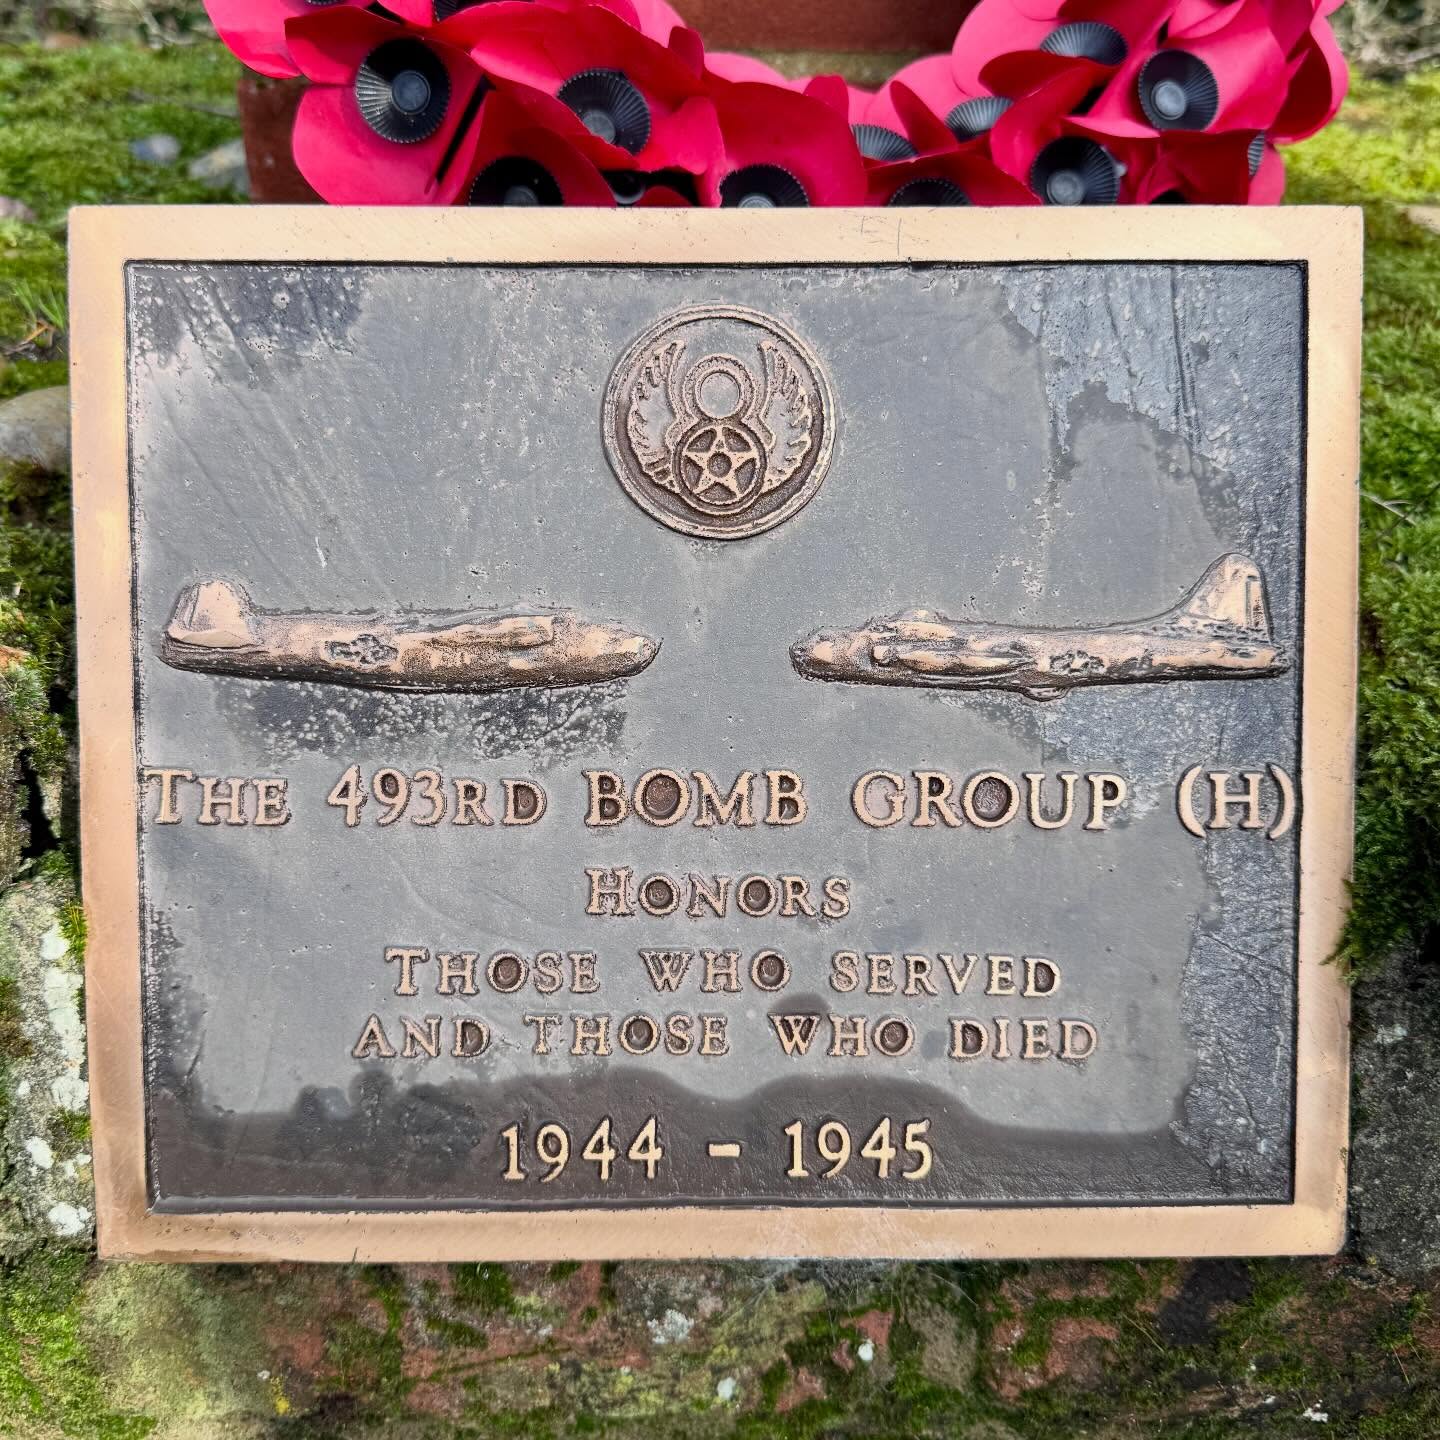 THE 493RD BOMB GROUP (H)
HONORS
THOSE WHO SERVED
AND THOSE WHO DIED
1944 - 1945